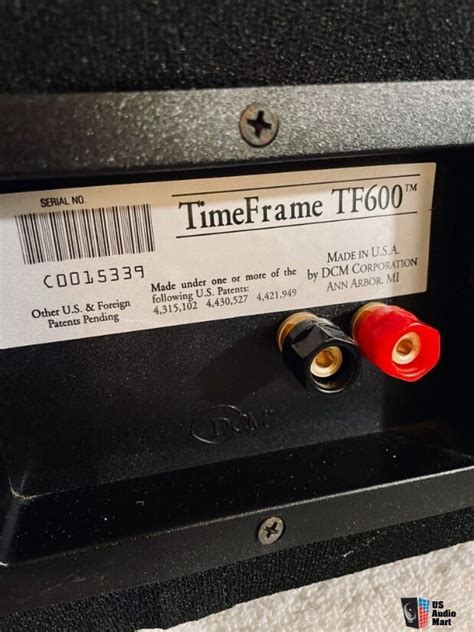 SERIAL NO.
C0015339
TimeFrame TF600™
Other U.S. & Foreign
Patents Pending
Made under one or more of the
following U.S. Patents:
4,315,102 4,430,527 4,421,949
MADE IN U.S.A.
by DCM CORPORATION
ANN ARBOR, MI
DCM
US
Audio
Mart